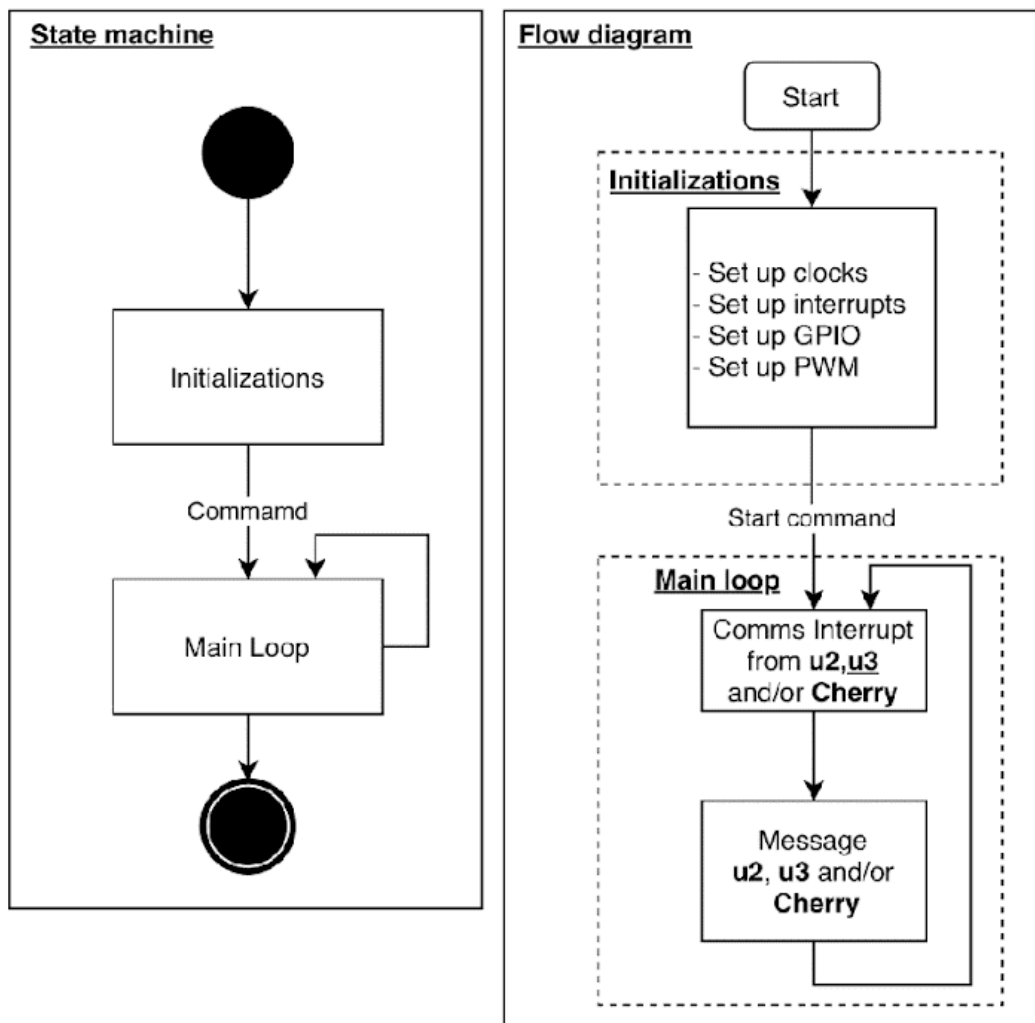 State machine
Initializations
Commamd
Main Loop
Flow diagram
Start
Initializations
- Set up clocks
- Set up interrupts
- Set up GPIO
- Set up PWM
Start command
Main loop
Comms Interrupt
from u2,u3
and/or Cherry
Message
u2, u3 and/or
Cherry